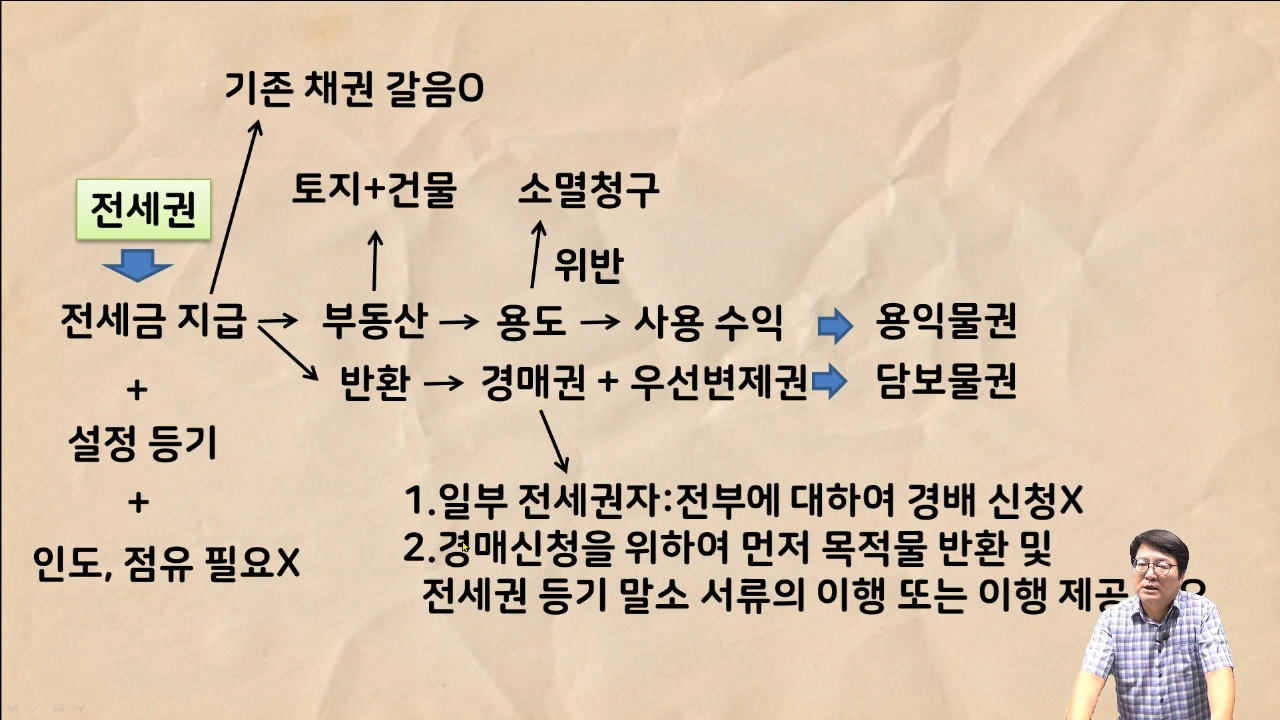 기존 채권 갈음O
토지+건물 소멸청구
전세권
위반
전세금 지급 부동산 용도 사용 수익 용익물권
반환 경매권 + 우선변제권 담보물권
+
설정 등기
+
인도, 점유 필요X
1.일부 전세권자:전부에 대하여 경배 신청X
2.경매신청을 위하여 먼저 목적물 반환 및
전세권 등기 말소 서류의 이행 또는 이행 제공